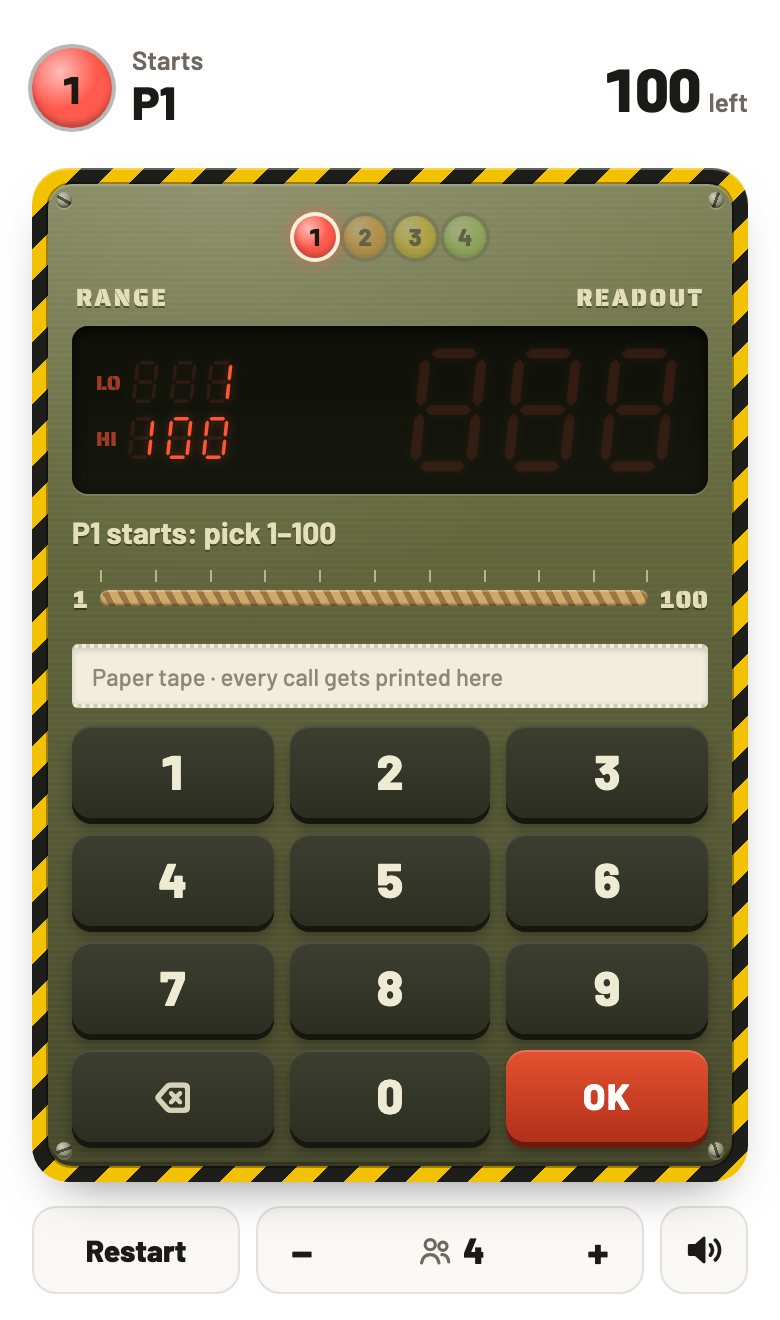 1
Starts
P1
100 left
1 2 3 4
RANGE
READOUT
LO 1
HI 100
P1 starts: pick 1–100
1
100
Paper tape · every call gets printed here
1 2 3
4 5 6
7 8 9
0 OK
Restart
– 4 +